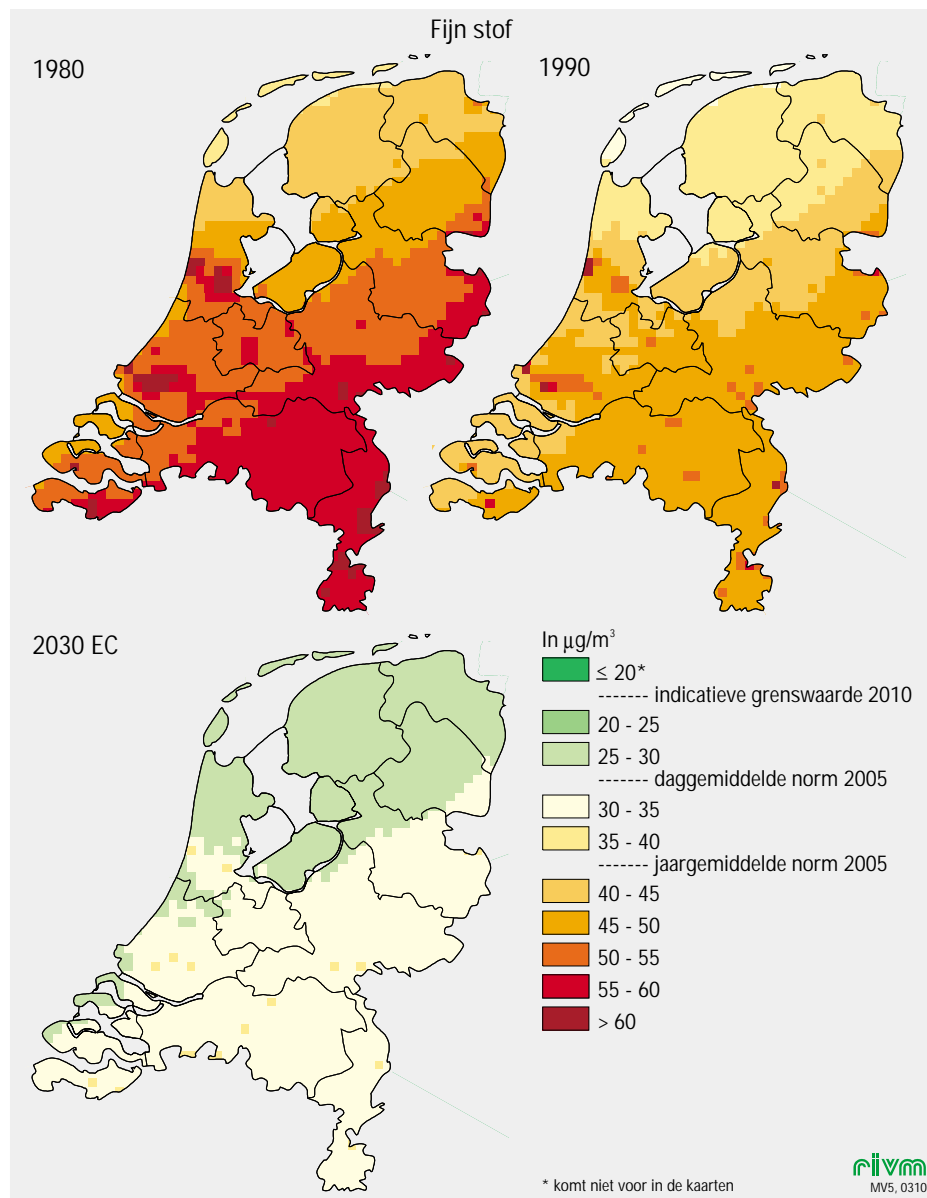 Fijn stof
1980
1990
2030 EC
In µg/m³
≤ 20*
------- indicatieve grenswaarde 2010
20 - 25
25 - 30
------- daggemiddelde norm 2005
30 - 35
35 - 40
------- jaargemiddelde norm 2005
40 - 45
45 - 50
50 - 55
55 - 60
> 60
* komt niet voor in de kaarten
rivm
MV5, 0310